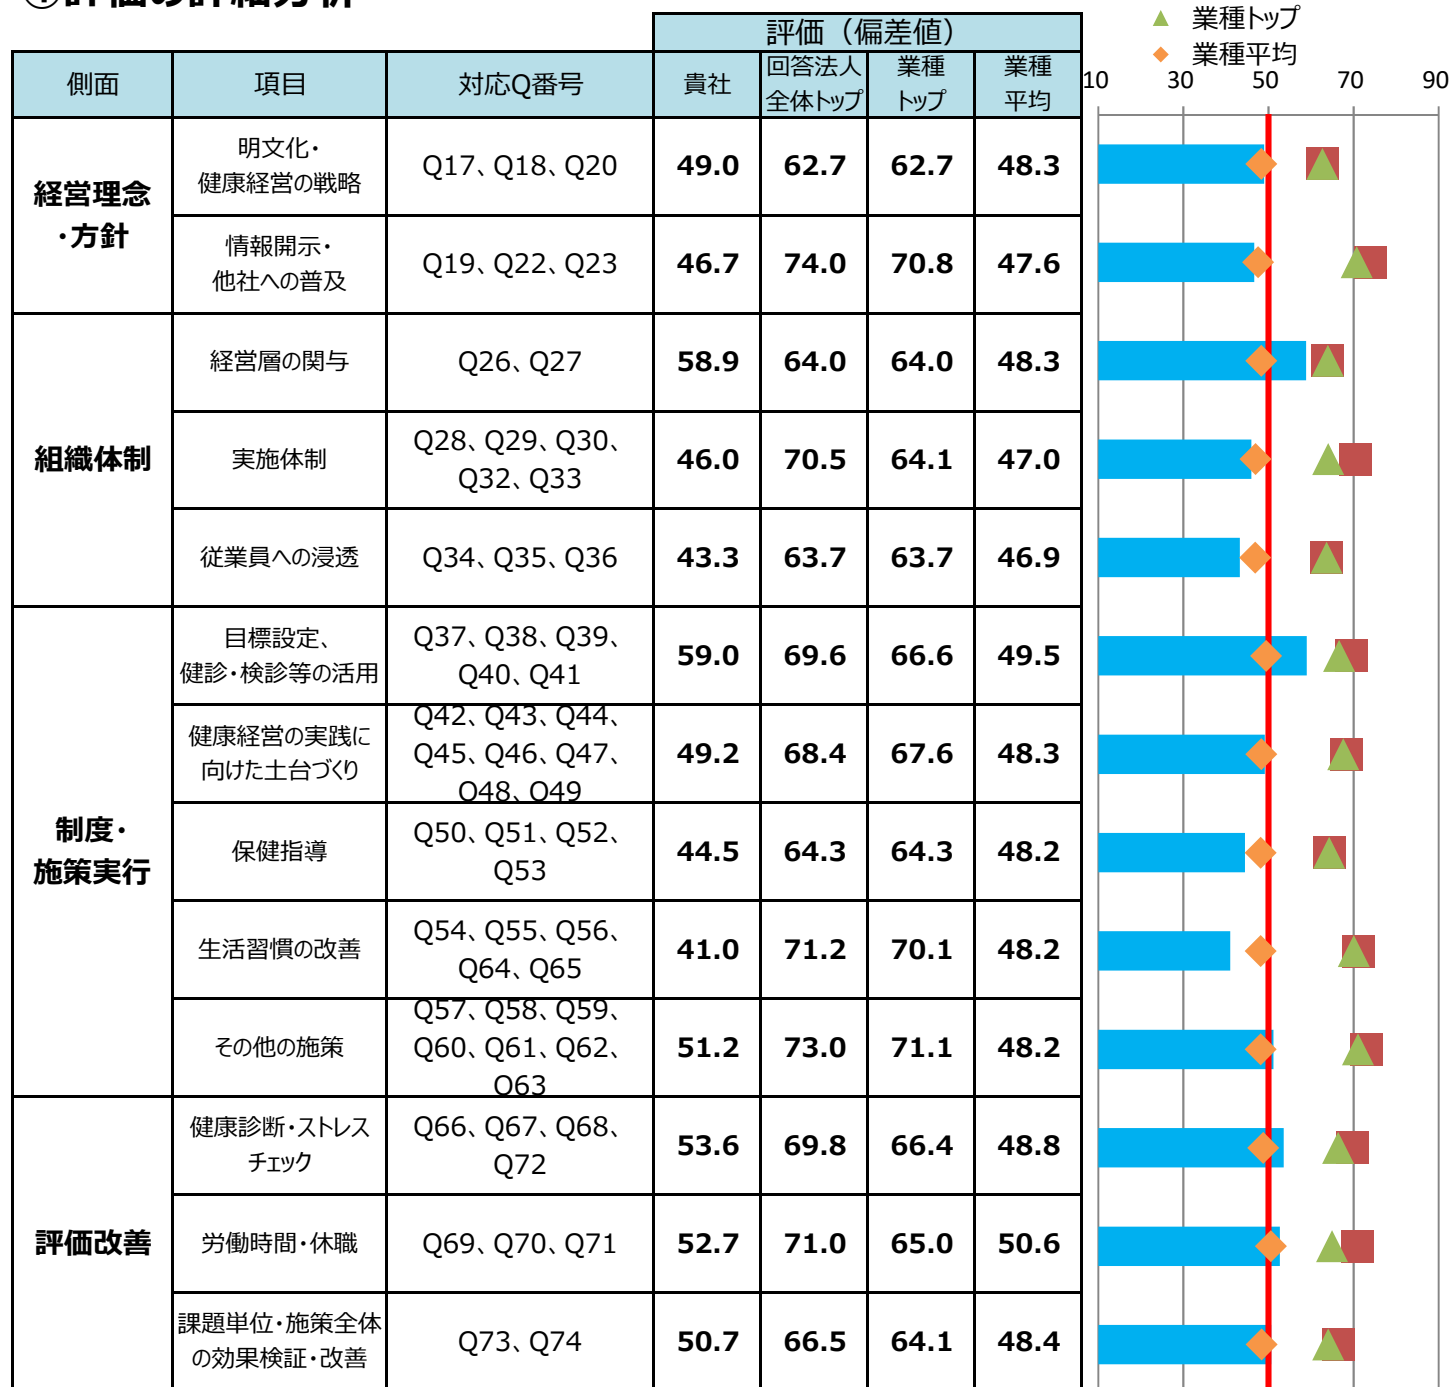 ①評価の詳細分析
▲ 業種トップ
◆ 業種平均
評価（偏差値）
側面 項目 対応Q番号 貴社 回答法人 業種 業種
全体トップ トップ 平均
10 30 50 70 90
経営理念
・方針
明文化・
健康経営の戦略
Q17、Q18、Q20 49.0 62.7 62.7 48.3
情報開示・
他社への普及
Q19、Q22、Q23 46.7 74.0 70.8 47.6
組織体制
経営層の関与 Q26、Q27 58.9 64.0 64.0 48.3
実施体制
Q28、Q29、Q30、
Q32、Q33
46.0 70.5 64.1 47.0
従業員への浸透 Q34、Q35、Q36 43.3 63.7 63.7 46.9
制度・
施策実行
目標設定、
健診・検診等の活用
Q37、Q38、Q39、
Q40、Q41
59.0 69.6 66.6 49.5
健康経営の実践に
向けた土台づくり
Q42、Q43、Q44、
Q45、Q46、Q47、
Q48、Q49
49.2 68.4 67.6 48.3
保健指導
Q50、Q51、Q52、
Q53
44.5 64.3 64.3 48.2
生活習慣の改善
Q54、Q55、Q56、
Q64、Q65
41.0 71.2 70.1 48.2
その他の施策
Q57、Q58、Q59、
Q60、Q61、Q62、
Q63
51.2 73.0 71.1 48.2
評価改善
健康診断・ストレス
チェック
Q66、Q67、Q68、
Q72
53.6 69.8 66.4 48.8
労働時間・休職 Q69、Q70、Q71 52.7 71.0 65.0 50.6
課題単位・施策全体
の効果検証・改善
Q73、Q74 50.7 66.5 64.1 48.4